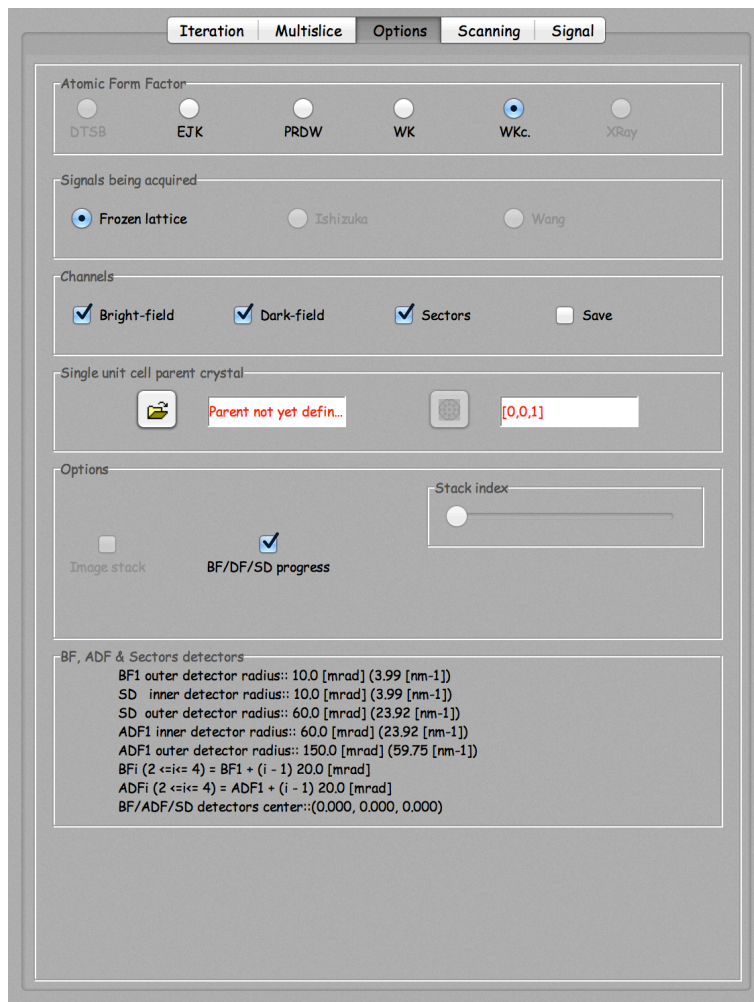 Iteration Multislice Options Scanning Signal
Atomic Form Factor
DTSB EJK PRDW WK WKc. XRay
Signals being acquired
Frozen lattice Ishizuka Wang
Channels
Bright-field Dark-field Sectors Save
Single unit cell parent crystal
Parent not yet defin... [0,0,1]
Options
Stack index
Image stack BF/DF/SD progress
BF, ADF & Sectors detectors
BF1 outer detector radius:: 10.0 [mrad] (3.99 [nm-1])
SD inner detector radius:: 10.0 [mrad] (3.99 [nm-1])
SD outer detector radius:: 60.0 [mrad] (23.92 [nm-1])
ADF1 inner detector radius:: 60.0 [mrad] (23.92 [nm-1])
ADF1 outer detector radius:: 150.0 [mrad] (59.75 [nm-1])
BFi (2 <=i<= 4) = BF1 + (i - 1) 20.0 [mrad]
ADFi (2 <=i<= 4) = ADF1 + (i - 1) 20.0 [mrad]
BF/ADF/SD detectors center::(0.000, 0.000, 0.000)